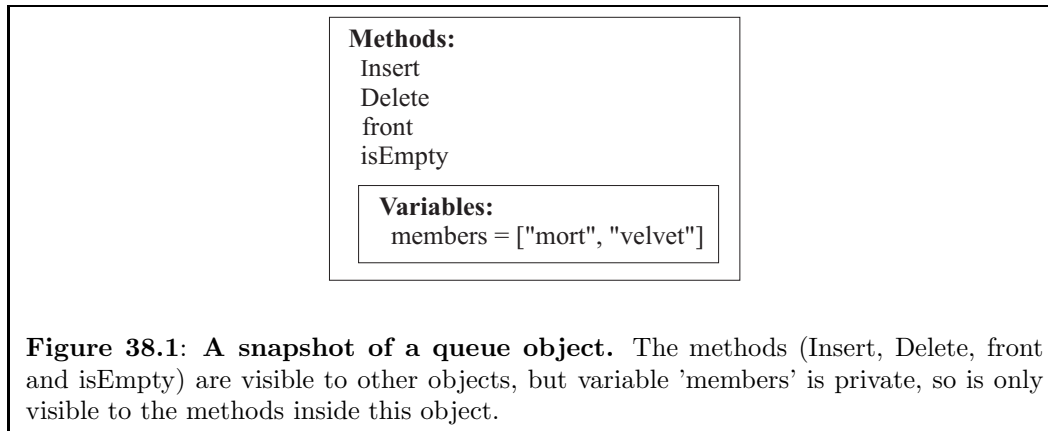 Methods:
Insert
Delete
front
isEmpty
Variables:
members = ["mort", "velvet"]
Figure 38.1: A snapshot of a queue object. The methods (Insert, Delete, front
and isEmpty) are visible to other objects, but variable 'members' is private, so is only
visible to the methods inside this object.